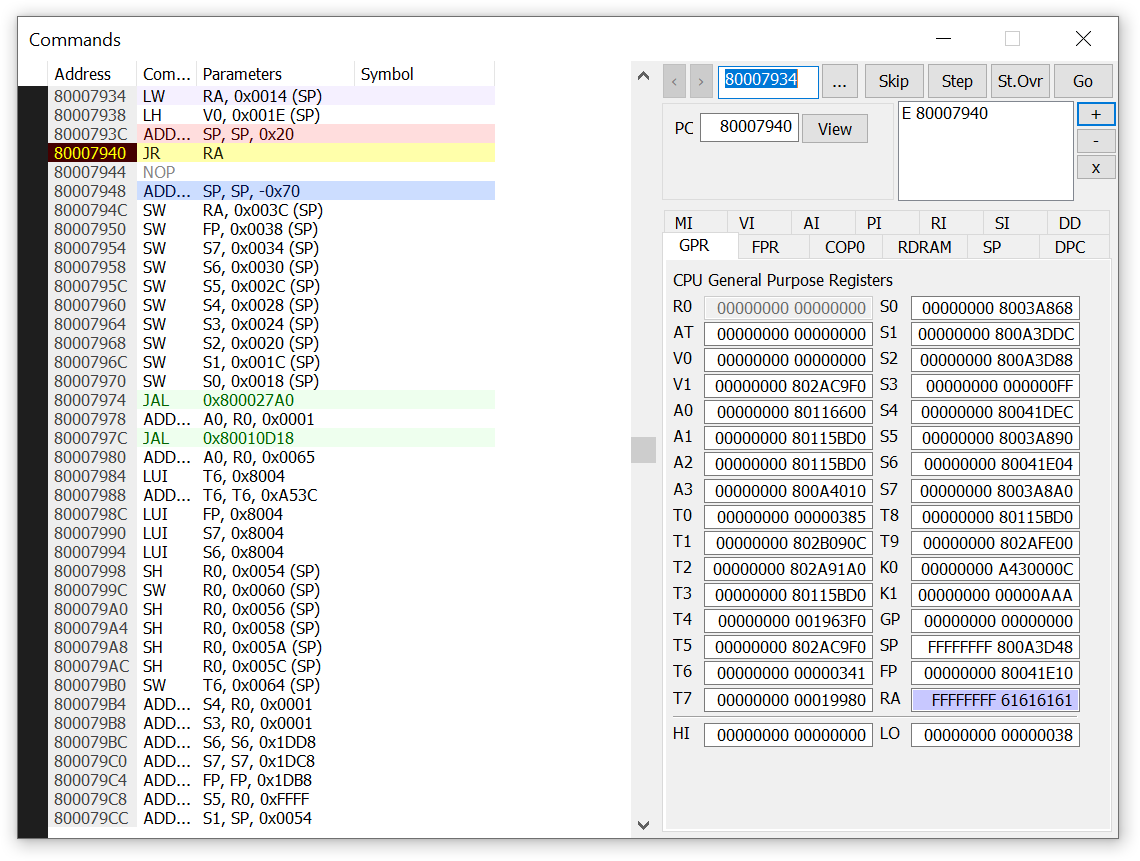 Commands
Address Com... Parameters Symbol
80007934 LW RA, 0x0014 (SP)
80007938 LH V0, 0x001E (SP)
8000793C ADD... SP, SP, 0x20
80007940 JR RA
80007944 NOP
80007948 ADD... SP, SP, -0x70
8000794C SW RA, 0x003C (SP)
80007950 SW FP, 0x0038 (SP)
80007954 SW S7, 0x0034 (SP)
80007958 SW S6, 0x0030 (SP)
8000795C SW S5, 0x002C (SP)
80007960 SW S4, 0x0028 (SP)
80007964 SW S3, 0x0024 (SP)
80007968 SW S2, 0x0020 (SP)
8000796C SW S1, 0x001C (SP)
80007970 SW S0, 0x0018 (SP)
80007974 JAL 0x800027A0
80007978 ADD... A0, R0, 0x0001
8000797C JAL 0x80010D18
80007980 ADD... A0, R0, 0x0065
80007984 LUI T6, 0x8004
80007988 ADD... T6, T6, 0xA53C
8000798C LUI FP, 0x8004
80007990 LUI S7, 0x8004
80007994 LUI S6, 0x8004
80007998 SH R0, 0x0054 (SP)
8000799C SW R0, 0x0060 (SP)
800079A0 SH R0, 0x0056 (SP)
800079A4 SH R0, 0x0058 (SP)
800079A8 SH R0, 0x005A (SP)
800079AC SH R0, 0x005C (SP)
800079B0 SW T6, 0x0064 (SP)
800079B4 ADD... S4, R0, 0x0001
800079B8 ADD... S3, R0, 0x0001
800079BC ADD... S6, S6, 0x1DD8
800079C0 ADD... S7, S7, 0x1DC8
800079C4 ADD... FP, FP, 0x1DB8
800079C8 ADD... S5, R0, 0xFFFF
800079CC ADD... S1, SP, 0x0054
< > 80007934 ... Skip Step St.Ovr Go
PC 80007940 View
E 80007940
+
-
x
MI VI AI PI RI SI DD
GPR FPR COP0 RDRAM SP DPC
CPU General Purpose Registers
R0 00000000 00000000 S0 00000000 8003A868
AT 00000000 00000000 S1 00000000 800A3DDC
V0 00000000 00000000 S2 00000000 800A3D88
V1 00000000 802AC9F0 S3 00000000 000000FF
A0 00000000 80116600 S4 00000000 80041DEC
A1 00000000 80115BD0 S5 00000000 8003A890
A2 00000000 80115BD0 S6 00000000 80041E04
A3 00000000 800A4010 S7 00000000 8003A8A0
T0 00000000 00000385 T8 00000000 80115BD0
T1 00000000 802B090C T9 00000000 802AFE00
T2 00000000 802A91A0 K0 00000000 A430000C
T3 00000000 80115BD0 K1 00000000 00000AAA
T4 00000000 001963F0 GP 00000000 00000000
T5 00000000 802AC9F0 SP FFFFFFFF 800A3D48
T6 00000000 00000341 FP 00000000 80041E10
T7 00000000 00019980 RA FFFFFFFF 61616161
HI 00000000 00000000 LO 00000000 00000038